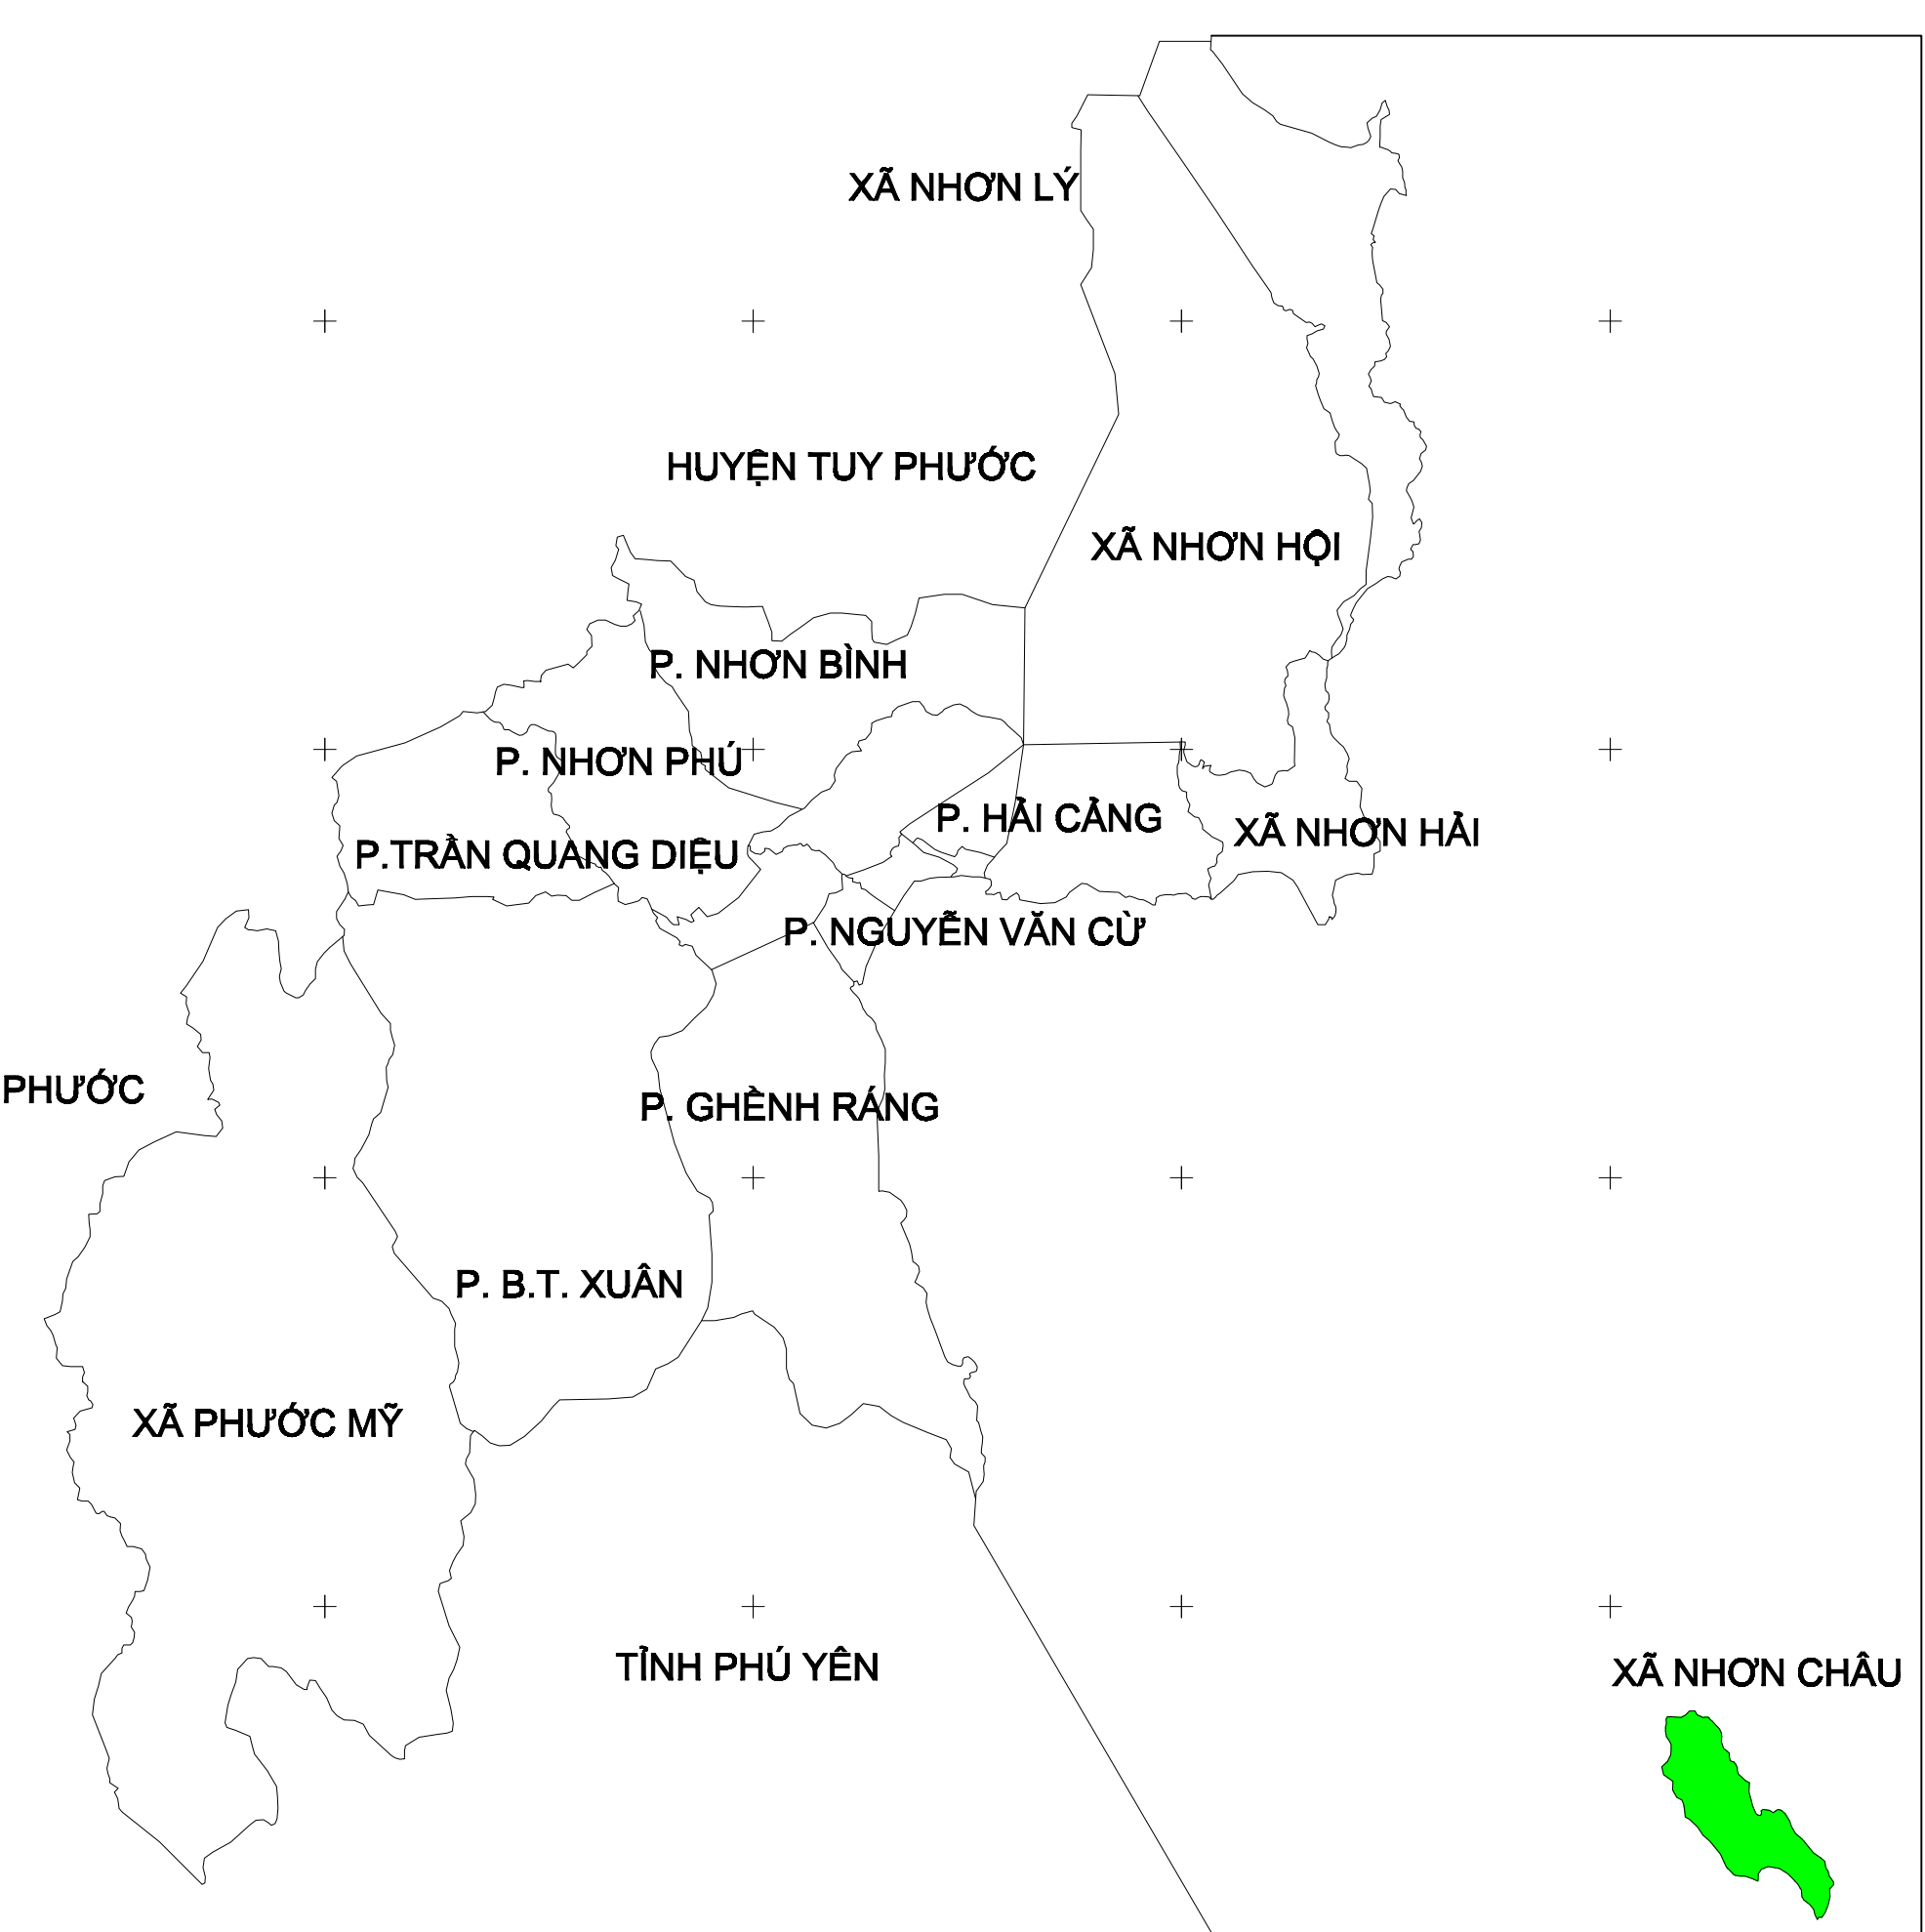 XÃ NHƠN LÝ
HUYỆN TUY PHƯỚC
XÃ NHƠN HỘI
P. NHƠN BÌNH
P. NHƠN PHÚ
P. HẢI CẢNG
XÃ NHƠN HẢI
P.TRẦN QUANG DIỆU
P. NGUYỄN VĂN CỪ
PHƯỚC
P. GHỀNH RÁNG
P. B.T. XUÂN
XÃ PHƯỚC MỸ
TỈNH PHÚ YÊN
XÃ NHƠN CHÂU